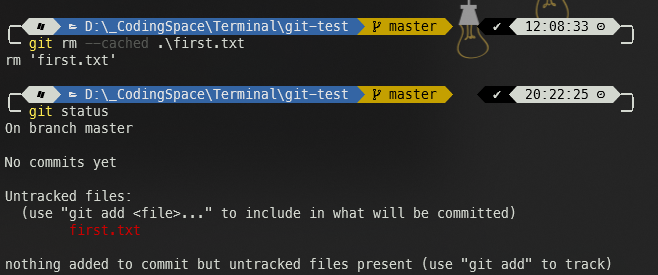 D:\_CodingSpace\Terminal\git-test master ✔ 12:08:33
git rm --cached .\first.txt
rm 'first.txt'
D:\_CodingSpace\Terminal\git-test master ✔ 20:22:25
git status
On branch master
No commits yet
Untracked files:
(use "git add <file>..." to include in what will be committed)
first.txt
nothing added to commit but untracked files present (use "git add" to track)